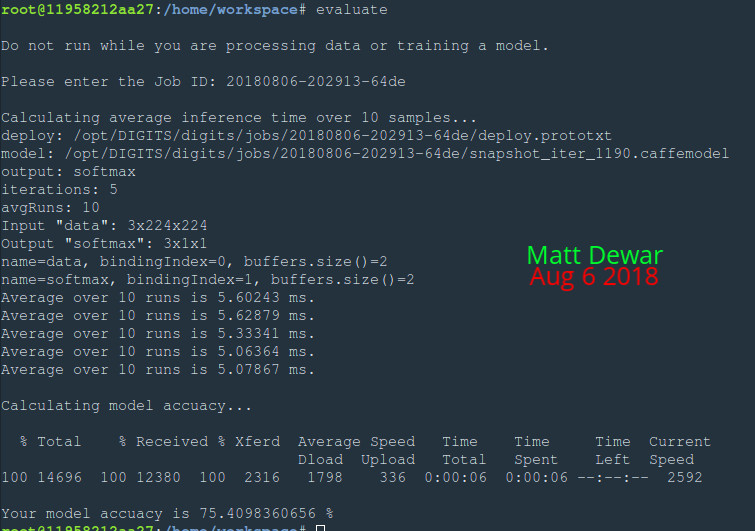 root@11958212aa27:/home/workspace# evaluate
Do not run while you are processing data or training a model.
Please enter the Job ID: 20180806-202913-64de
Calculating average inference time over 10 samples...
deploy: /opt/DIGITS/digits/jobs/20180806-202913-64de/deploy.prototxt
model: /opt/DIGITS/digits/jobs/20180806-202913-64de/snapshot_iter_1190.caffemodel
output: softmax
iterations: 5
avgRuns: 10
Input "data": 3x224x224
Output "softmax": 3x1x1
name=data, bindingIndex=0, buffers.size()=2
name=softmax, bindingIndex=1, buffers.size()=2
Matt Dewar
Aug 6 2018
Average over 10 runs is 5.60243 ms.
Average over 10 runs is 5.62879 ms.
Average over 10 runs is 5.33341 ms.
Average over 10 runs is 5.06364 ms.
Average over 10 runs is 5.07867 ms.
Calculating model accuacy...
% Total % Received % Xferd Average Speed Time Time Time Current
Dload Upload Total Spent Left Speed
100 14696 100 12380 100 2316 1798 336 0:00:06 0:00:06 --:--:-- 2592
Your model accuacy is 75.4098360656 %
root@11958212aa27:/home/workspace#